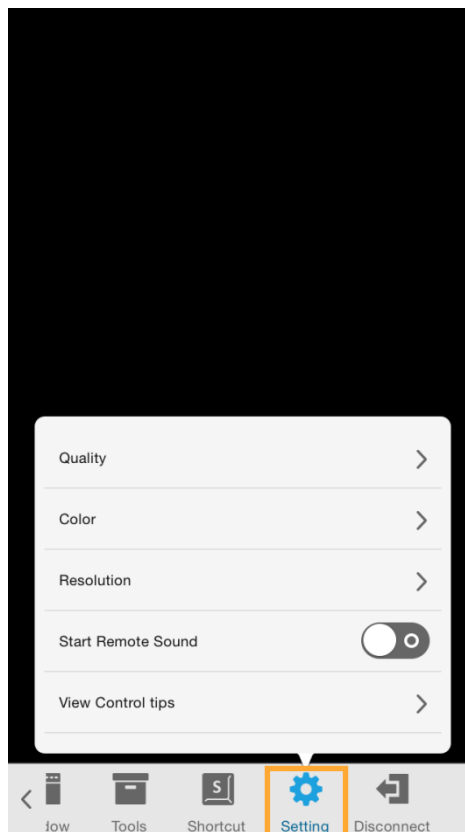 Quality
Color
Resolution
Start Remote Sound
View Control tips
S
Tools Shortcut Setting Disconnect